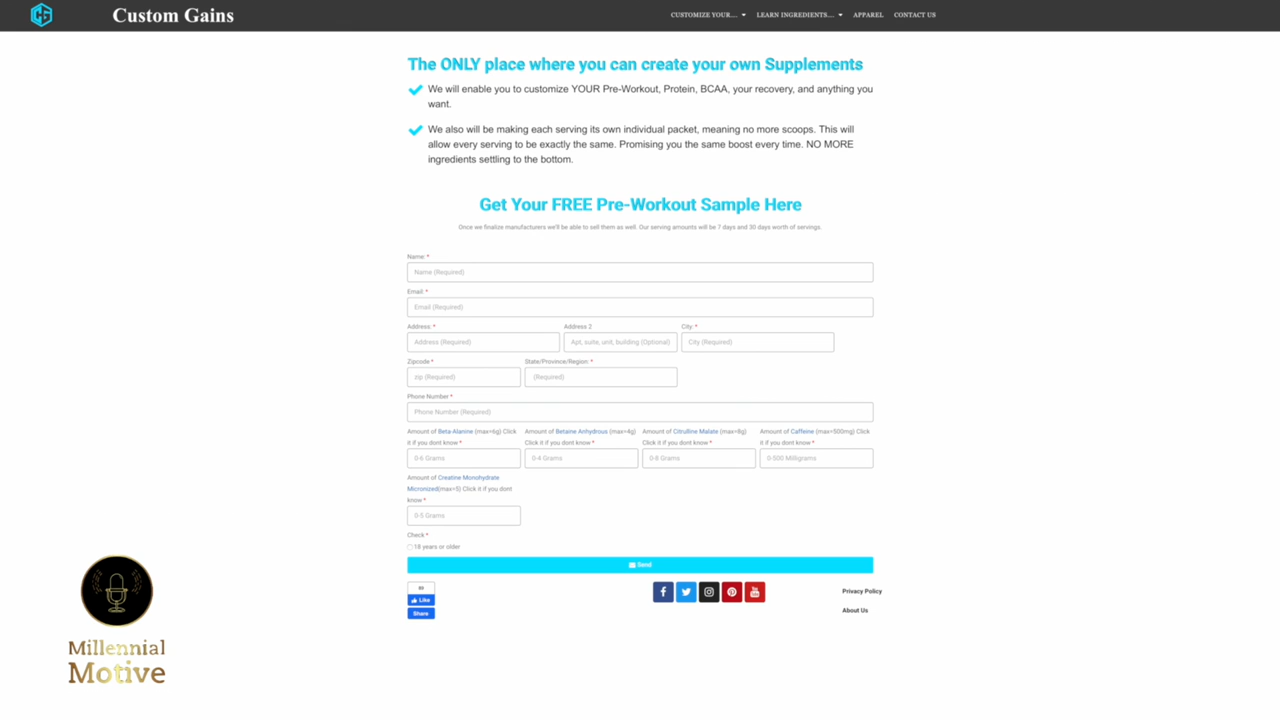 Custom Gains
CUSTOMIZE YOUR.... LEARN INGREDIENTS.... APPAREL CONTACT US
The ONLY place where you can create your own Supplements
We will enable you to customize YOUR Pre-Workout, Protein, BCAA, your recovery, and anything you
want.
We also will be making each serving its own individual packet, meaning no more scoops. This will
allow every serving to be exactly the same. Promising you the same boost every time. NO MORE
ingredients settling to the bottom.
Get Your FREE Pre-Workout Sample Here
Once we finalize manufacturers we'll be able to sell them as well. Our serving amounts will be 7 days and 30 days worth of servings.
Name: *
Name (Required)
Email: *
Email (Required)
Address: * Address 2 City: *
Address (Required) Apt, suite, unit, building (Optional) City (Required)
Zipcode * State/Province/Region: *
zip (Required) (Required)
Phone Number *
Phone Number (Required)
Amount of Beta-Alanine (max=6g) Click Amount of Betaine Anhydrous (max=4g) Amount of Citrulline Malate (max=8g) Amount of Caffeine (max=500mg) Click
it if you dont know * Click it if you dont know * Click it if you dont know * it if you dont know *
0-6 Grams 0-4 Grams 0-8 Grams 0-500 Milligrams
Amount of Creatine Monohydrate
Micronized(max=5) Click it if you dont
know *
0-5 Grams
Check *
18 years or older
Send
Like
Share
You
Tube
Privacy Policy
About Us
Millennial
Motive